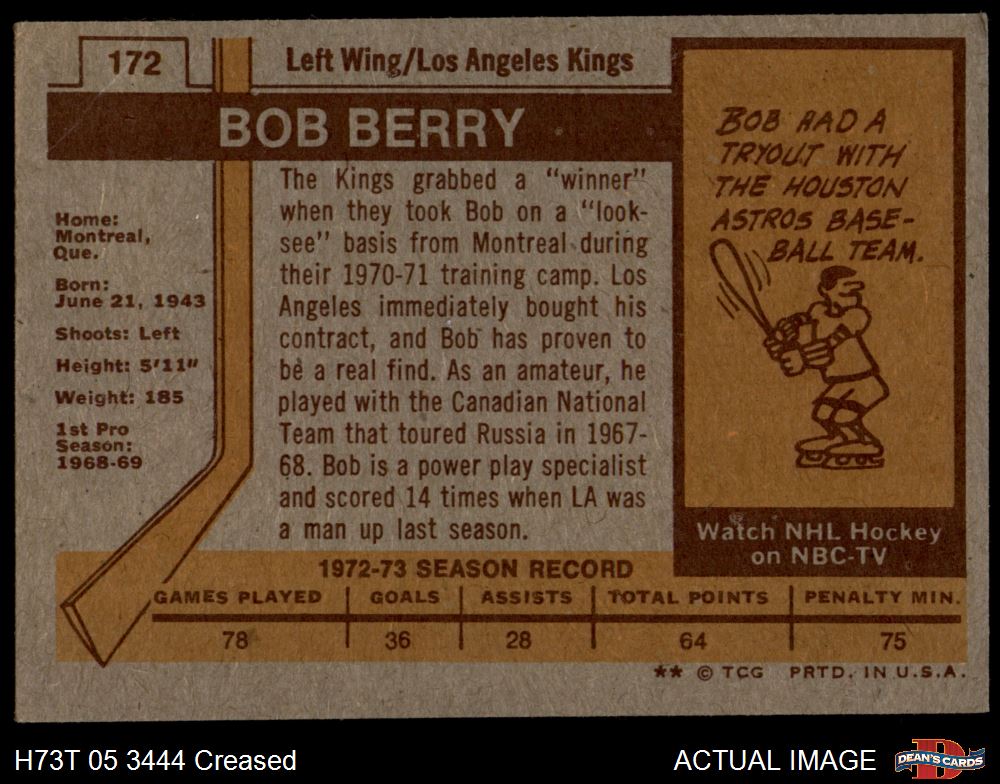 172
Left Wing/Los Angeles Kings
BOB BERRY
Home:
Montreal,
Que.
Born:
June 21, 1943
Shoots: Left
Height: 5'11"
Weight: 185
1st Pro
Season:
1968-69
The Kings grabbed a "winner"
when they took Bob on a "look-
see" basis from Montreal during
their 1970-71 training camp. Los
Angeles immediately bought his
contract, and Bob has proven to
be a real find. As an amateur, he
played with the Canadian National
Team that toured Russia in 1967-
68. Bob is a power play specialist
and scored 14 times when LA was
a man up last season.
BOB HAD A
TRYOUT WITH
THE HOUSTON
ASTROS BASE-
BALL TEAM.
Watch NHL Hockey
on NBC-TV
1972-73 SEASON RECORD
GAMES PLAYED GOALS ASSISTS TOTAL POINTS PENALTY MIN.
78 36 28 64 75
** © TCG PRTD. IN U.S.A.
H73T 05 3444 Creased
ACTUAL IMAGE
DEAN'S CARDS